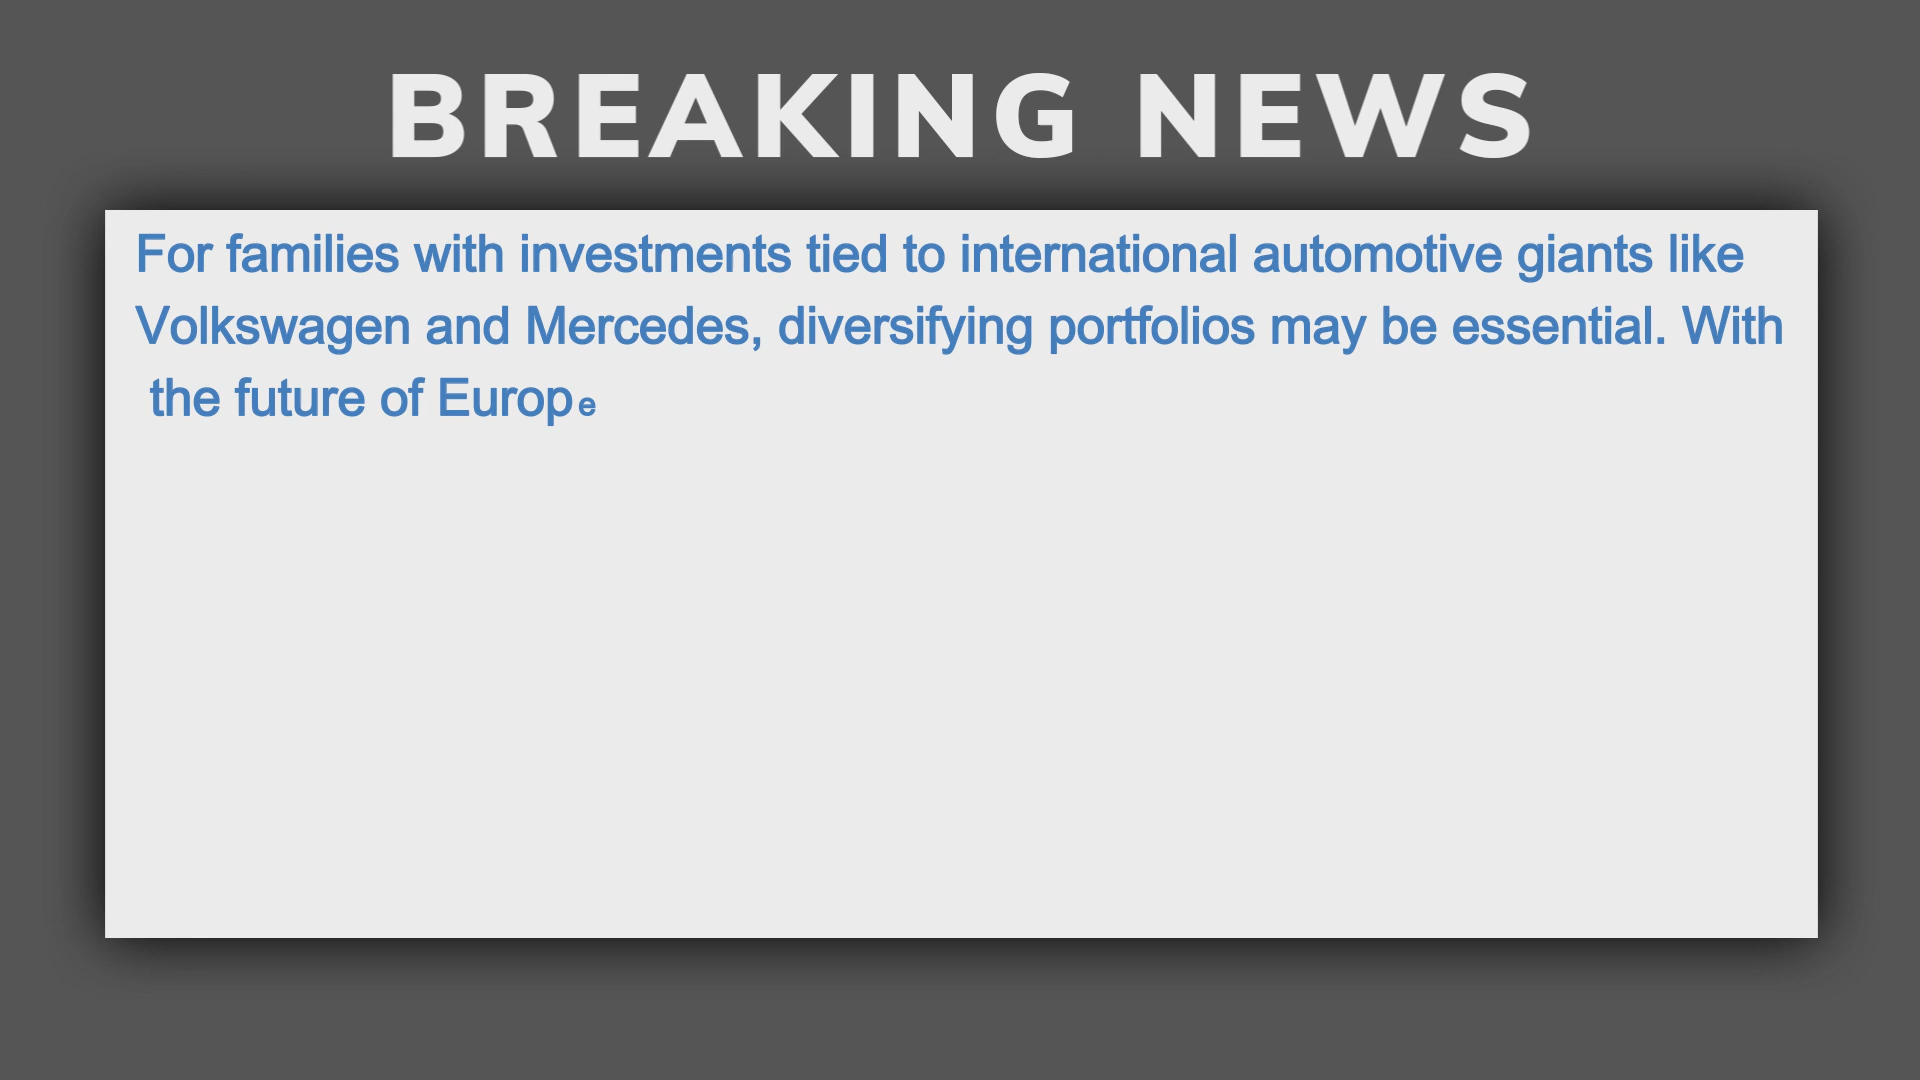 BREAKING NEWS
For families with investments tied to international automotive giants like
Volkswagen and Mercedes, diversifying portfolios may be essential. With
the future of Europe